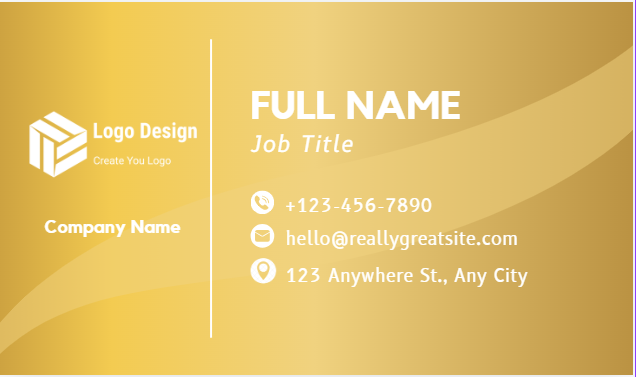 Logo Design
Create You Logo
Company Name
FULL NAME
Job Title
+123-456-7890
hello@reallygreatsite.com
123 Anywhere St., Any City